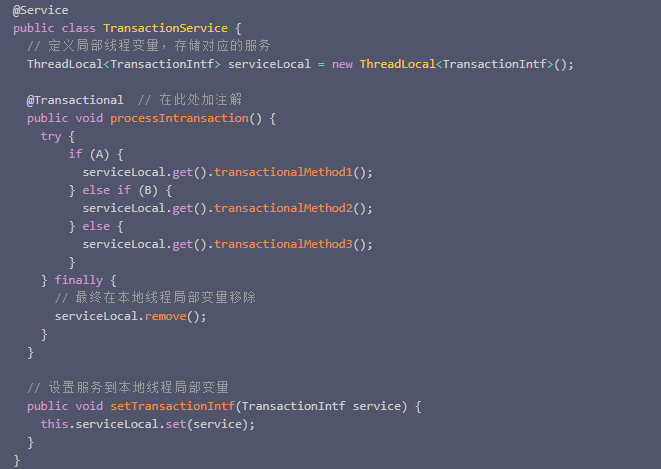 @Service
public class TransactionService {
// 定义局部线程变量，存储对应的服务
ThreadLocal<TransactionIntf> serviceLocal = new ThreadLocal<TransactionIntf>();
@Transactional  // 在此处加注解
public void processIntransaction() {
try {
if (A) {
serviceLocal.get().transactionalMethod1();
} else if (B) {
serviceLocal.get().transactionalMethod2();
} else {
serviceLocal.get().transactionalMethod3();
}
} finally {
// 最终在本地线程局部变量移除
serviceLocal.remove();
}
}
// 设置服务到本地线程局部变量
public void setTransactionIntf(TransactionIntf service) {
this.serviceLocal.set(service);
}
}